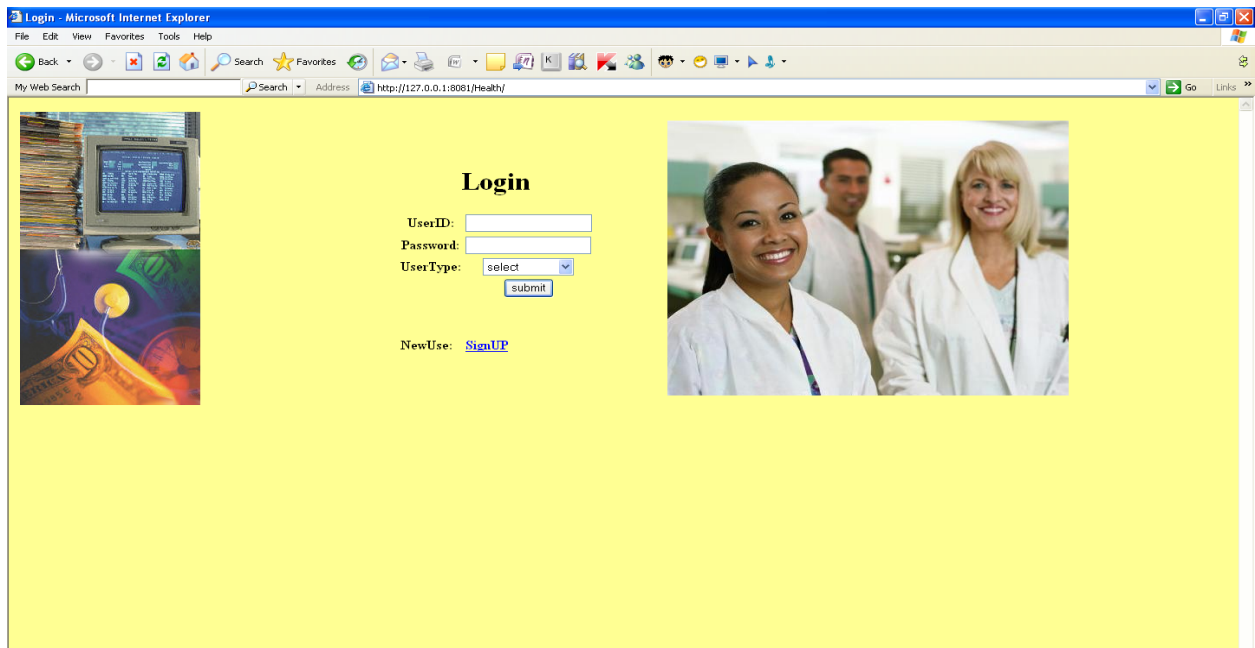 Login - Microsoft Internet Explorer
File Edit View Favorites Tools Help
Back Search Favorites
My Web Search Search Address http://127.0.0.1:8081/Health/ Go Links »
Login
UserID:
Password:
UserType: select
submit
NewUse: SignUP